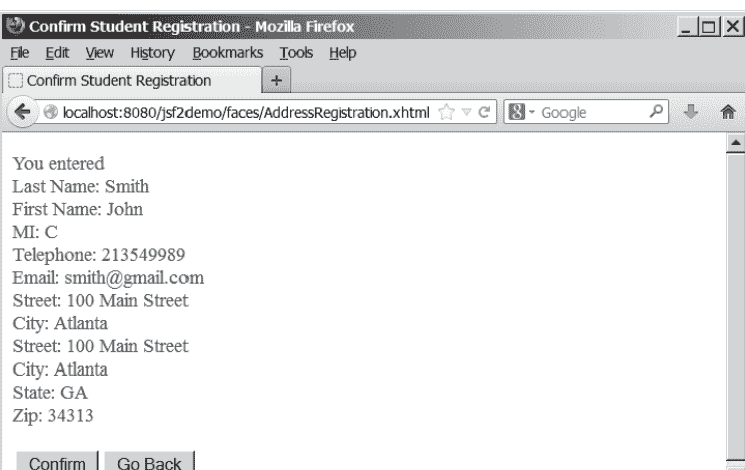 Confirm Student Registration - Mozilla Firefox
File Edit View History Bookmarks Tools Help
Confirm Student Registration +
localhost:8080/jsf2demo/faces/AddressRegistration.xhtml 8 Google
You entered
Last Name: Smith
First Name: John
MI: C
Telephone: 213549989
Email: smith@gmail.com
Street: 100 Main Street
City: Atlanta
Street: 100 Main Street
City: Atlanta
State: GA
Zip: 34313
Confirm Go Back